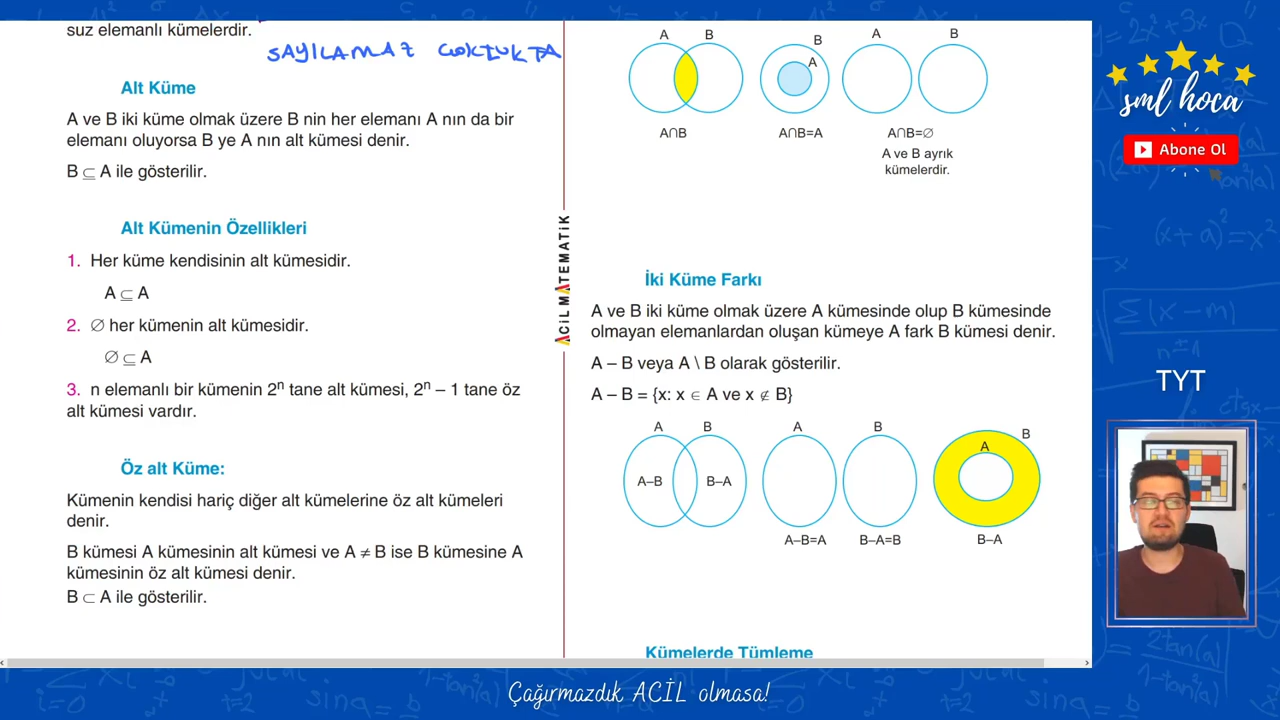 suz elemanlı kümelerdir.
SAYILAMAZ ÇOKLUKTA
Alt Küme
A ve B iki küme olmak üzere B nin her elemanı A nın da bir
elemanı oluyorsa B ye A nın alt kümesi denir.
B ⊆ A ile gösterilir.
Alt Kümenin Özellikleri
1. Her küme kendisinin alt kümesidir.
A ⊆ A
2. ∅ her kümenin alt kümesidir.
∅ ⊆ A
3. n elemanlı bir kümenin 2ⁿ tane alt kümesi, 2ⁿ – 1 tane öz
alt kümesi vardır.
Öz alt Küme:
Kümenin kendisi hariç diğer alt kümelerine öz alt kümeleri
denir.
B kümesi A kümesinin alt kümesi ve A ≠ B ise B kümesine A
kümesinin öz alt kümesi denir.
B ⊂ A ile gösterilir.
ACİL MATEMATİK
A B B A A B
A∩B A∩B=A A∩B=∅
A ve B ayrık
kümelerdir.
İki Küme Farkı
A ve B iki küme olmak üzere A kümesinde olup B kümesinde
olmayan elemanlardan oluşan kümeye A fark B kümesi denir.
A – B veya A \ B olarak gösterilir.
A – B = {x: x ∈ A ve x ∉ B}
A B A B A B
A–B B–A
A–B=A B–A=B B–A
Kümelerde Tümleme
sml hoca
Abone Ol
TYT
Çağırmazdık ACİL olmasa!